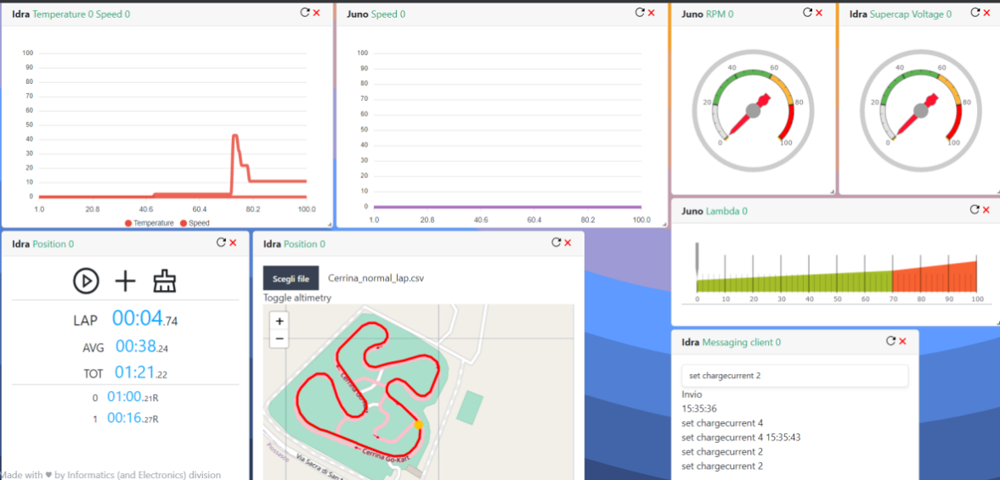 Idra Temperature 0 Speed 0
100
90
80
70
60
50
40
30
20
10
0
1.0 20.8 40.6 60.4 80.2 100.0
Temperature Speed
Juno Speed 0
100
90
80
70
60
50
40
30
20
10
0
1.0 20.8 40.6 60.4 80.2 100.0
Juno RPM 0
0 20 40 60 80 100
Idra Supercap Voltage 0
0 20 40 60 80 100
Juno Lambda 0
0 10 20 30 40 50 60 70 80 90 100
Idra Position 0
LAP 00:04.74
AVG 00:38.24
TOT 01:21.22
0 01:00.21R
1 00:16.27R
Idra Position 0
Scegli file Cerrina_normal_lap.csv
Toggle altimetry
+
−
Cerrina Go-Kart
Cerrina Go-Kart
Via Sacra di San
Idra Messaging client 0
set chargecurrent 2
Invio
15:35:36
set chargecurrent 4
set chargecurrent 4 15:35:43
set chargecurrent 2
set chargecurrent 2
Made with ♥ by Informatics (and Electronics) division